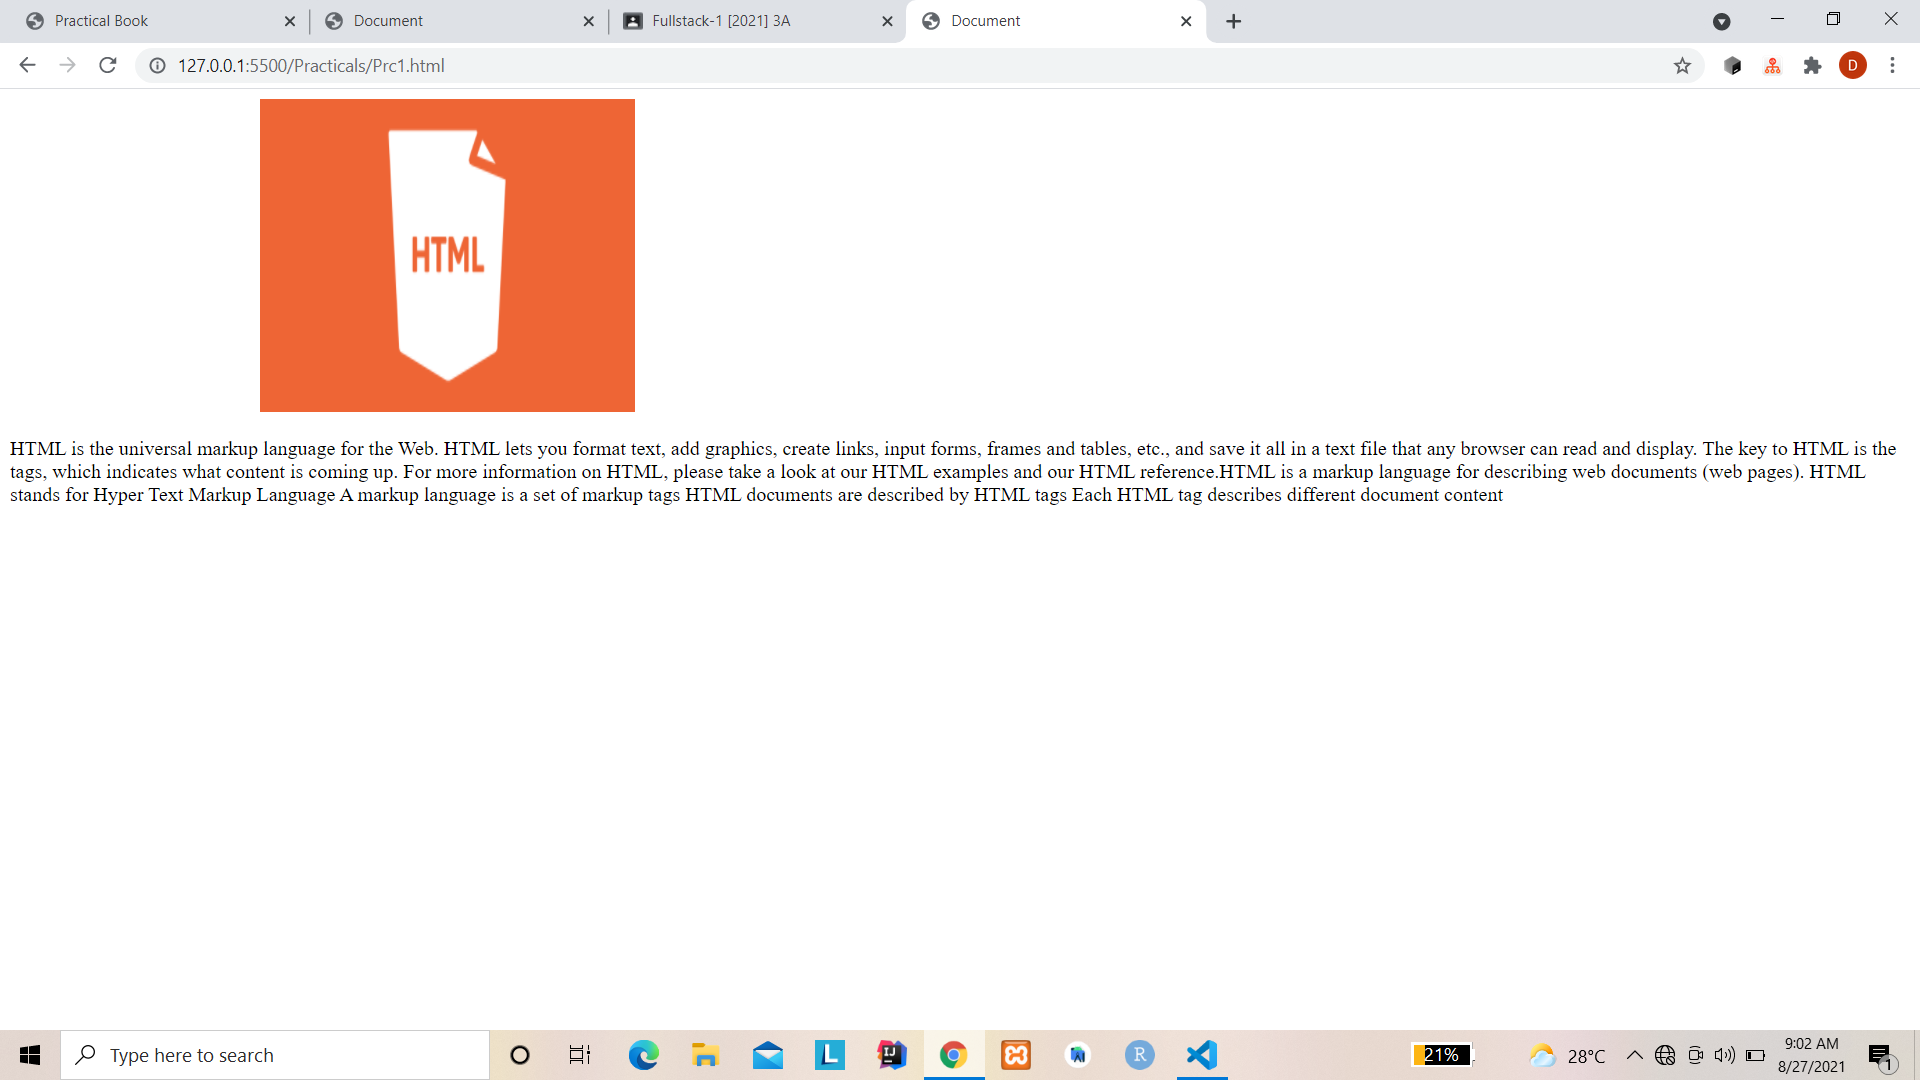 Practical Book
Document
Fullstack-1 [2021] 3A
Document
127.0.0.1:5500/Practicals/Prc1.html
D
HTML
HTML is the universal markup language for the Web. HTML lets you format text, add graphics, create links, input forms, frames and tables, etc., and save it all in a text file that any browser can read and display. The key to HTML is the
tags, which indicates what content is coming up. For more information on HTML, please take a look at our HTML examples and our HTML reference.HTML is a markup language for describing web documents (web pages). HTML
stands for Hyper Text Markup Language A markup language is a set of markup tags HTML documents are described by HTML tags Each HTML tag describes different document content
Type here to search
L
IJ
R
21%
28°C
9:02 AM
8/27/2021
1